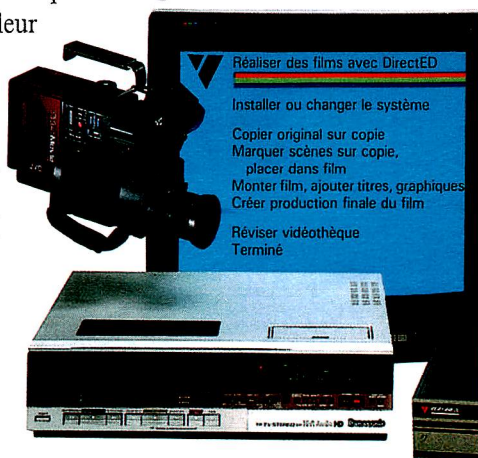 leur
Réaliser des films avec DirectED
Installer ou changer le système
Copier original sur copie
Marquer scènes sur copie,
placer dans film
Monter film, ajouter titres, graphiques
Créer production finale du film
Réviser vidéothèque
Terminé
Panasonic